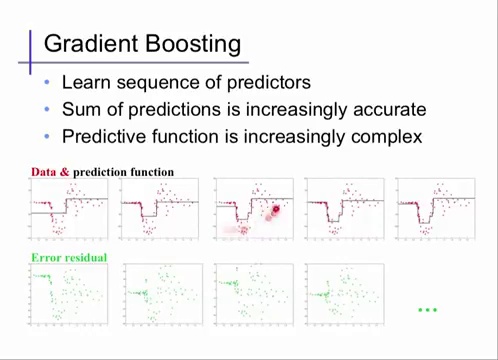 Gradient Boosting
• Learn sequence of predictors
• Sum of predictions is increasingly accurate
• Predictive function is increasingly complex
Data & prediction function
Error residual
...